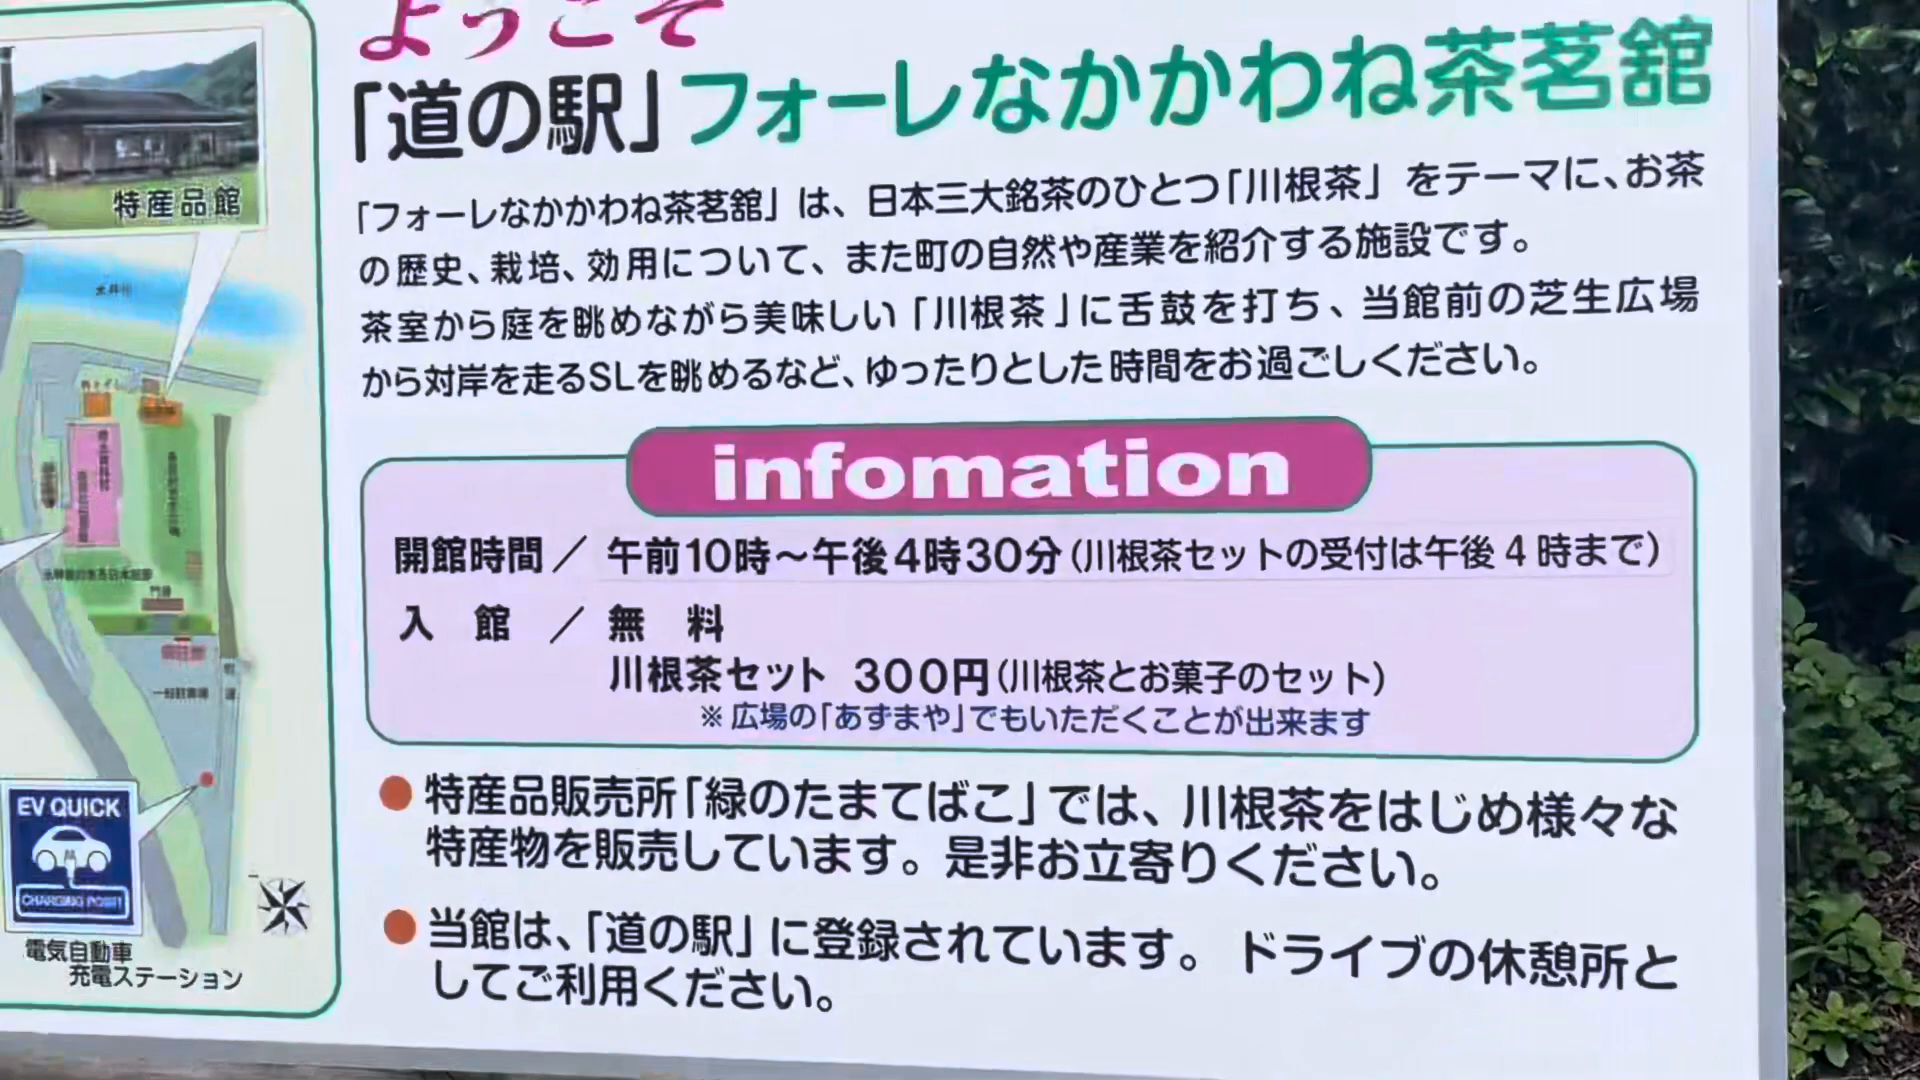 ようこそ
「道の駅」フォーレなかかわね茶茗舘
「フォーレなかかわね茶茗舘」は、日本三大銘茶のひとつ「川根茶」をテーマに、お茶
の歴史、栽培、効用について、また町の自然や産業を紹介する施設です。
茶室から庭を眺めながら美味しい「川根茶」に舌鼓を打ち、当館前の芝生広場
から対岸を走るSLを眺めるなど、ゆったりとした時間をお過ごしください。
infomation
開館時間／午前10時〜午後4時30分(川根茶セットの受付は午後4時まで)
入館／無料
川根茶セット 300円(川根茶とお菓子のセット)
※広場の「あずまや」でもいただくことが出来ます
●特産品販売所「緑のたまてばこ」では、川根茶をはじめ様々な
特産物を販売しています。是非お立寄りください。
●当館は、「道の駅」に登録されています。ドライブの休憩所と
してご利用ください。
特産品館
大井川
門番
一般駐車場
EV QUICK
CHARGING POINT
電気自動車
充電ステーション